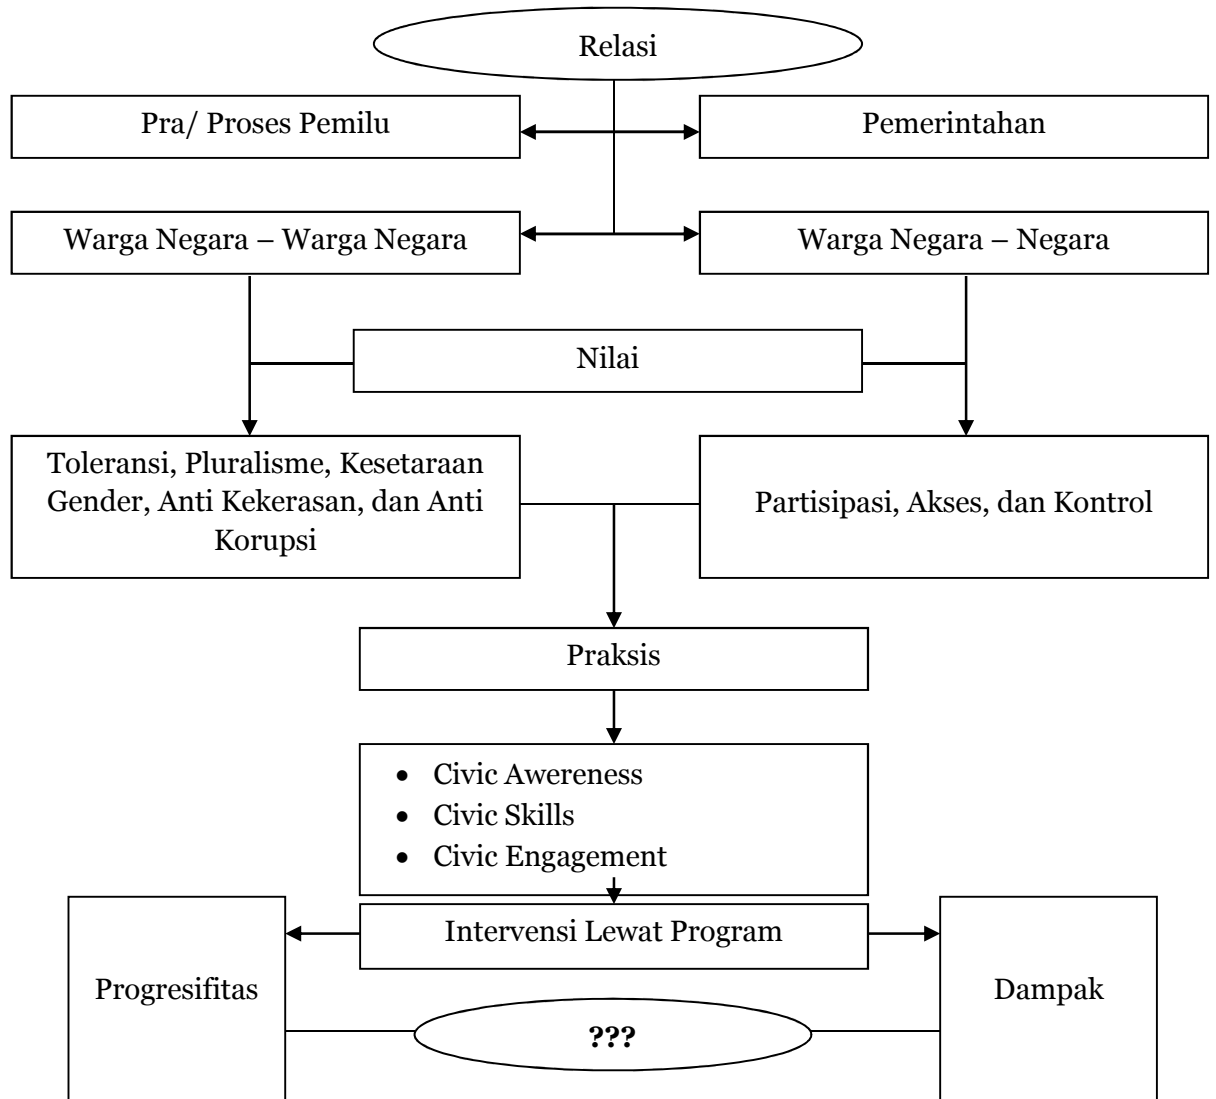 Relasi
Pra/ Proses Pemilu
Pemerintahan
Warga Negara – Warga Negara
Warga Negara – Negara
Nilai
Toleransi, Pluralisme, Kesetaraan
Gender, Anti Kekerasan, dan Anti
Korupsi
Partisipasi, Akses, dan Kontrol
Praksis
• Civic Awereness
• Civic Skills
• Civic Engagement
Intervensi Lewat Program
Progresifitas
Dampak
???